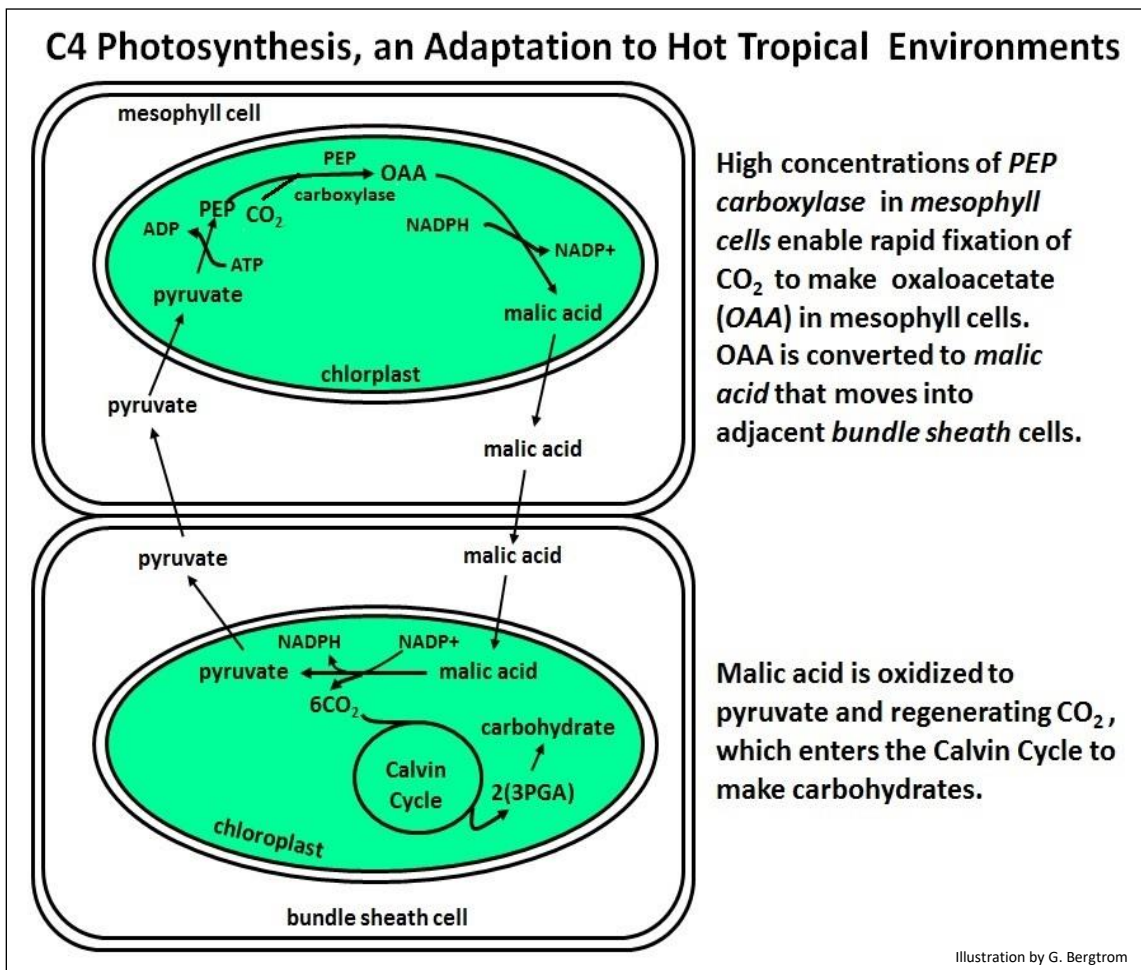 C4 Photosynthesis, an Adaptation to Hot Tropical Environments
mesophyll cell
PEP
OAA
carboxylase
PEP
CO₂
ADP
ATP
NADPH
NADP+
pyruvate
malic acid
chlorplast
pyruvate
malic acid
High concentrations of PEP
carboxylase in mesophyll
cells enable rapid fixation of
CO₂ to make oxaloacetate
(OAA) in mesophyll cells.
OAA is converted to malic
acid that moves into
adjacent bundle sheath cells.
pyruvate
malic acid
NADPH
NADP+
pyruvate
malic acid
6CO₂
carbohydrate
Calvin
Cycle
2(3PGA)
chloroplast
bundle sheath cell
Malic acid is oxidized to
pyruvate and regenerating CO₂ ,
which enters the Calvin Cycle to
make carbohydrates.
Illustration by G. Bergtrom